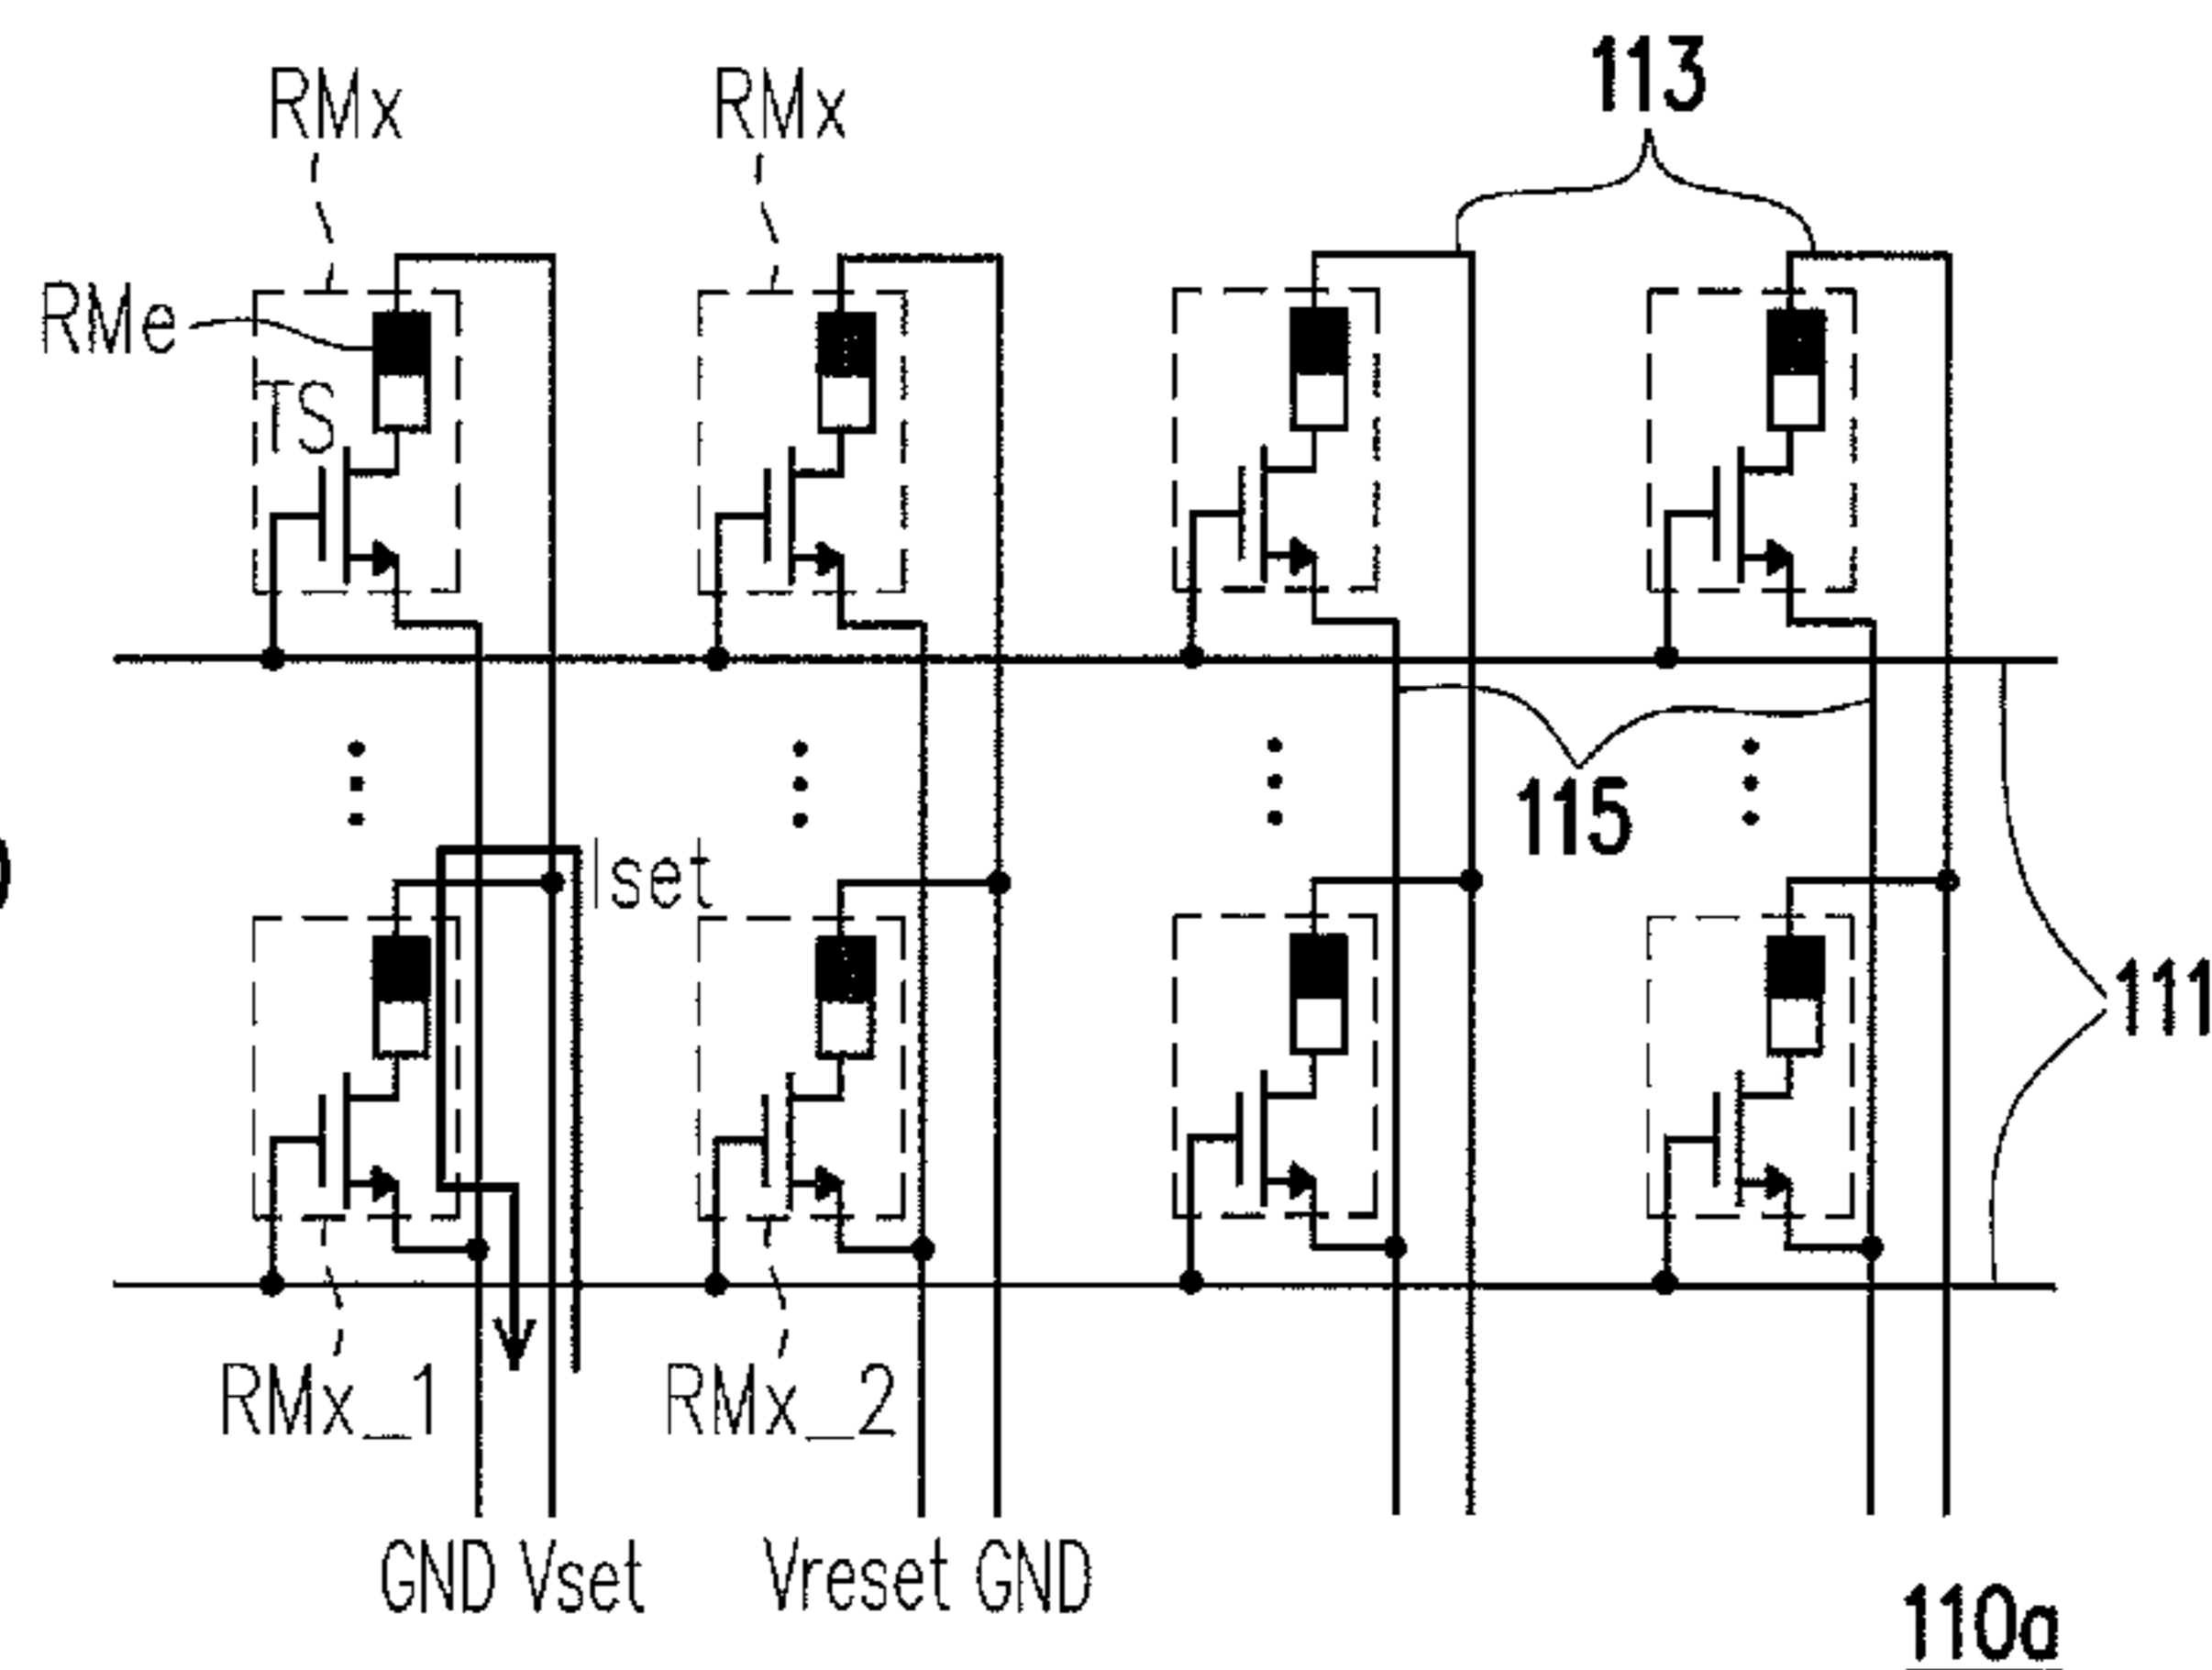 RMx
RMx
113
RMe
TS
115
Iset
111
RMx_1
RMx_2
GND Vset
Vreset GND
110a